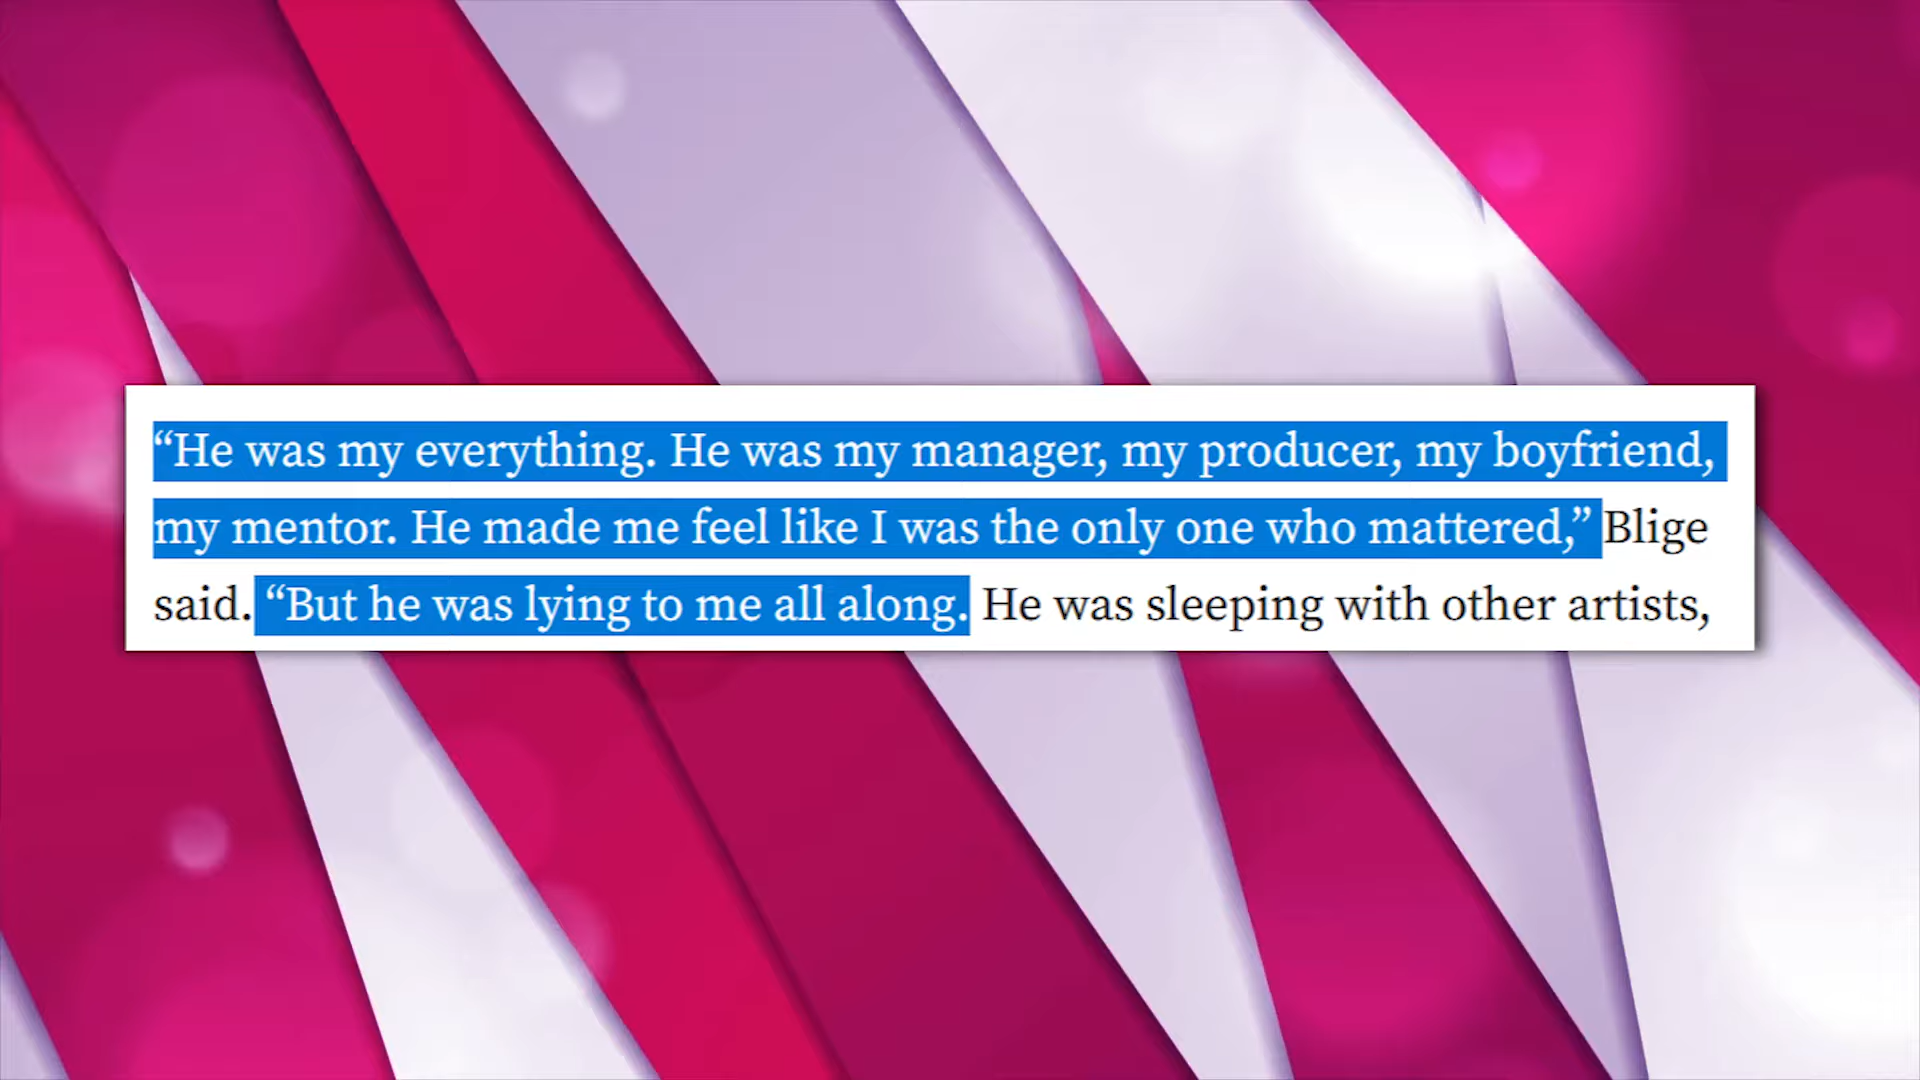 “He was my everything. He was my manager, my producer, my boyfriend,
my mentor. He made me feel like I was the only one who mattered,” Blige
said. “But he was lying to me all along. He was sleeping with other artists,